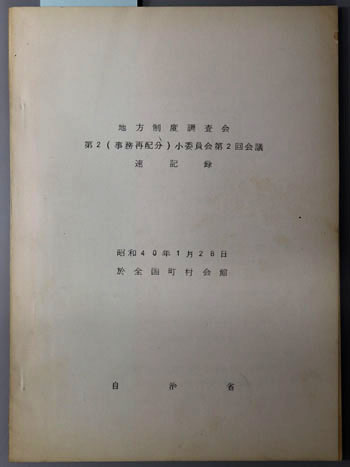 地方制度調査会
第2(事務再配分)小委員会第2回会議
速記録
昭和40年1月28日
於全国町村会館
自治省